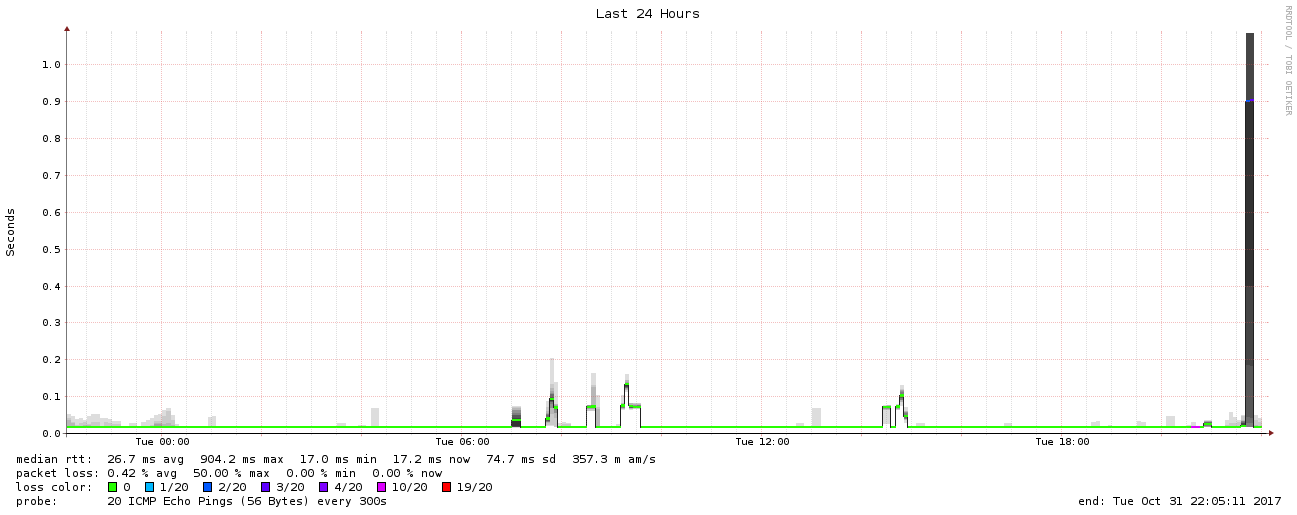 Last 24 Hours
RRDTOOL / TOBI OETIKER
Seconds
1.0
0.9
0.8
0.7
0.6
0.5
0.4
0.3
0.2
0.1
0.0
Tue 00:00 Tue 06:00 Tue 12:00 Tue 18:00
median rtt: 26.7 ms avg 904.2 ms max 17.0 ms min 17.2 ms now 74.7 ms sd 357.3 m am/s
packet loss: 0.42 % avg 50.00 % max 0.00 % min 0.00 % now
loss color: 0 1/20 2/20 3/20 4/20 10/20 19/20
probe: 20 ICMP Echo Pings (56 Bytes) every 300s end: Tue Oct 31 22:05:11 2017